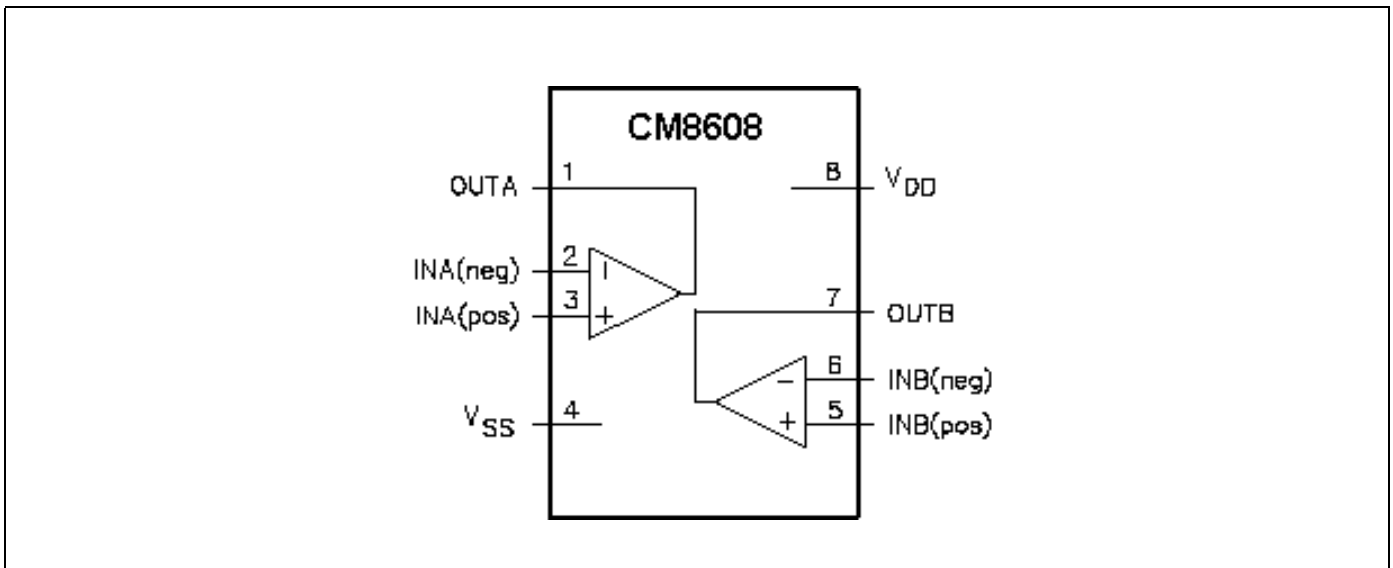 CM8608
OUTA 1
INA(neg) 2
INA(pos) 3
VSS 4
8 VDD
7 OUTB
6 INB(neg)
5 INB(pos)
-
+
-
+